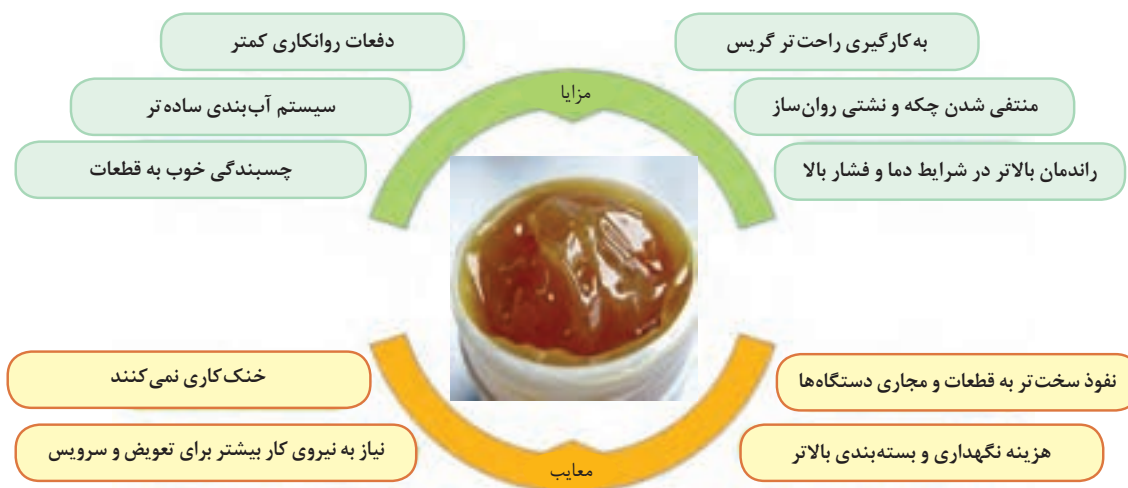 به‌کارگیری راحت‌تر گریس
دفعات روانکاری کمتر
مزایا
منتفی شدن چکه و نشتی روان‌ساز
سیستم آب‌بندی ساده‌تر
راندمان بالاتر در شرایط دما و فشار بالا
چسبندگی خوب به قطعات
نفوذ سخت‌تر به قطعات و مجاری دستگاه‌ها
خنک‌کاری نمی‌کنند
هزینه نگهداری و بسته‌بندی بالاتر
نیاز به نیروی کار بیشتر برای تعویض و سرویس
معایب